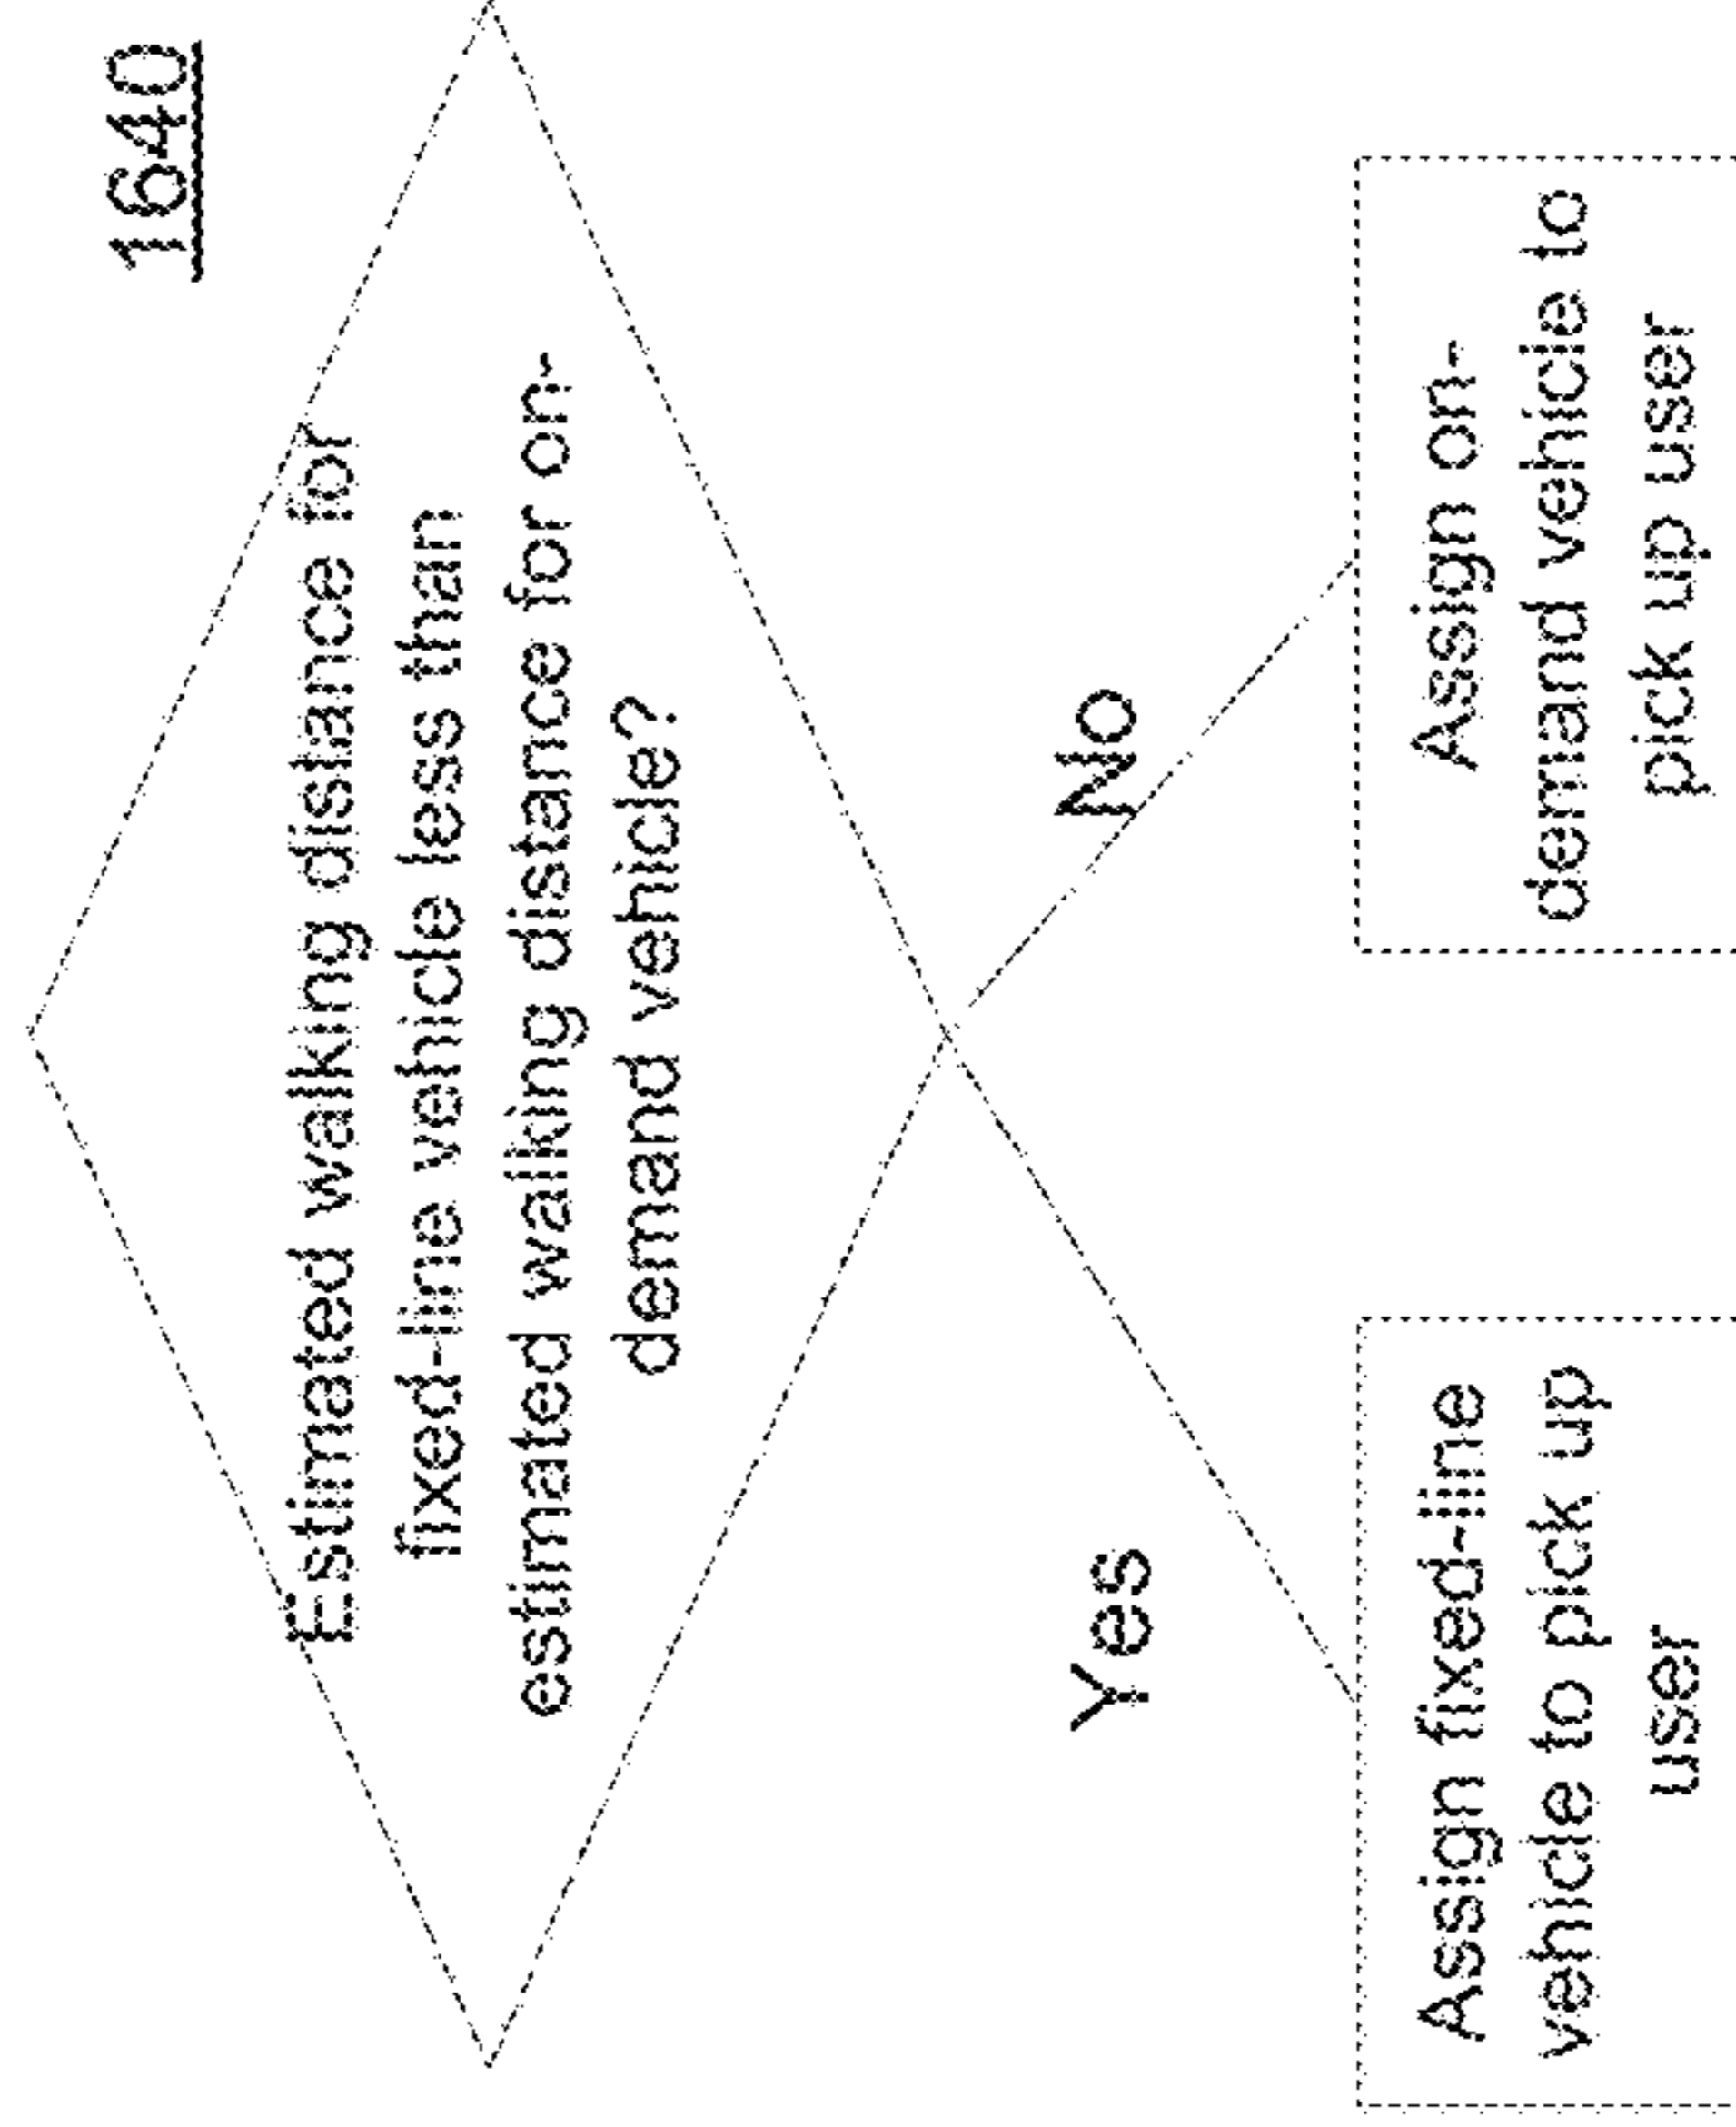 1640
Estimated walking distance for
fixed-line vehicle less than
estimated walking distance for on-
demand vehicle?
Yes
No
Assign fixed-line
vehicle to pick up
user
Assign on-
demand vehicle to
pick up user